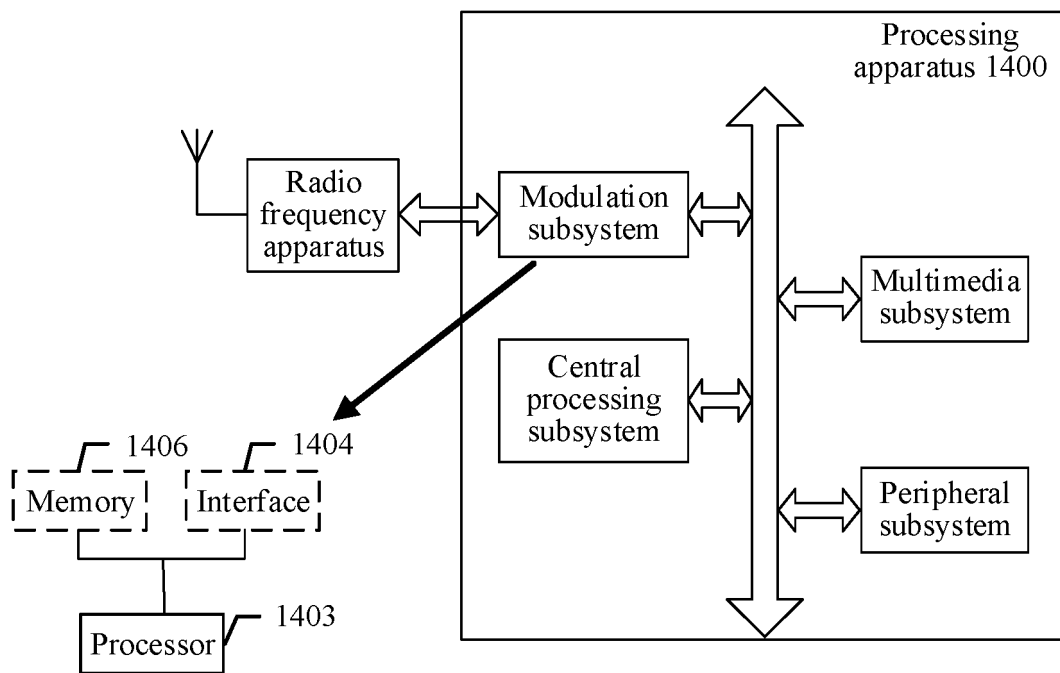 Processing
apparatus 1400
Radio
frequency
apparatus
Modulation
subsystem
Multimedia
subsystem
Central
processing
subsystem
1406
1404
Memory
Interface
Peripheral
subsystem
1403
Processor